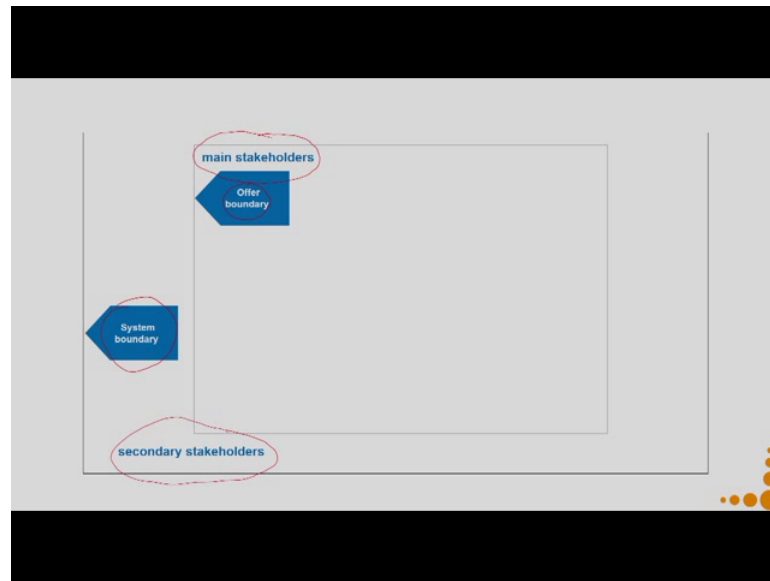 main stakeholders
Offer
boundary
System
boundary
secondary stakeholders